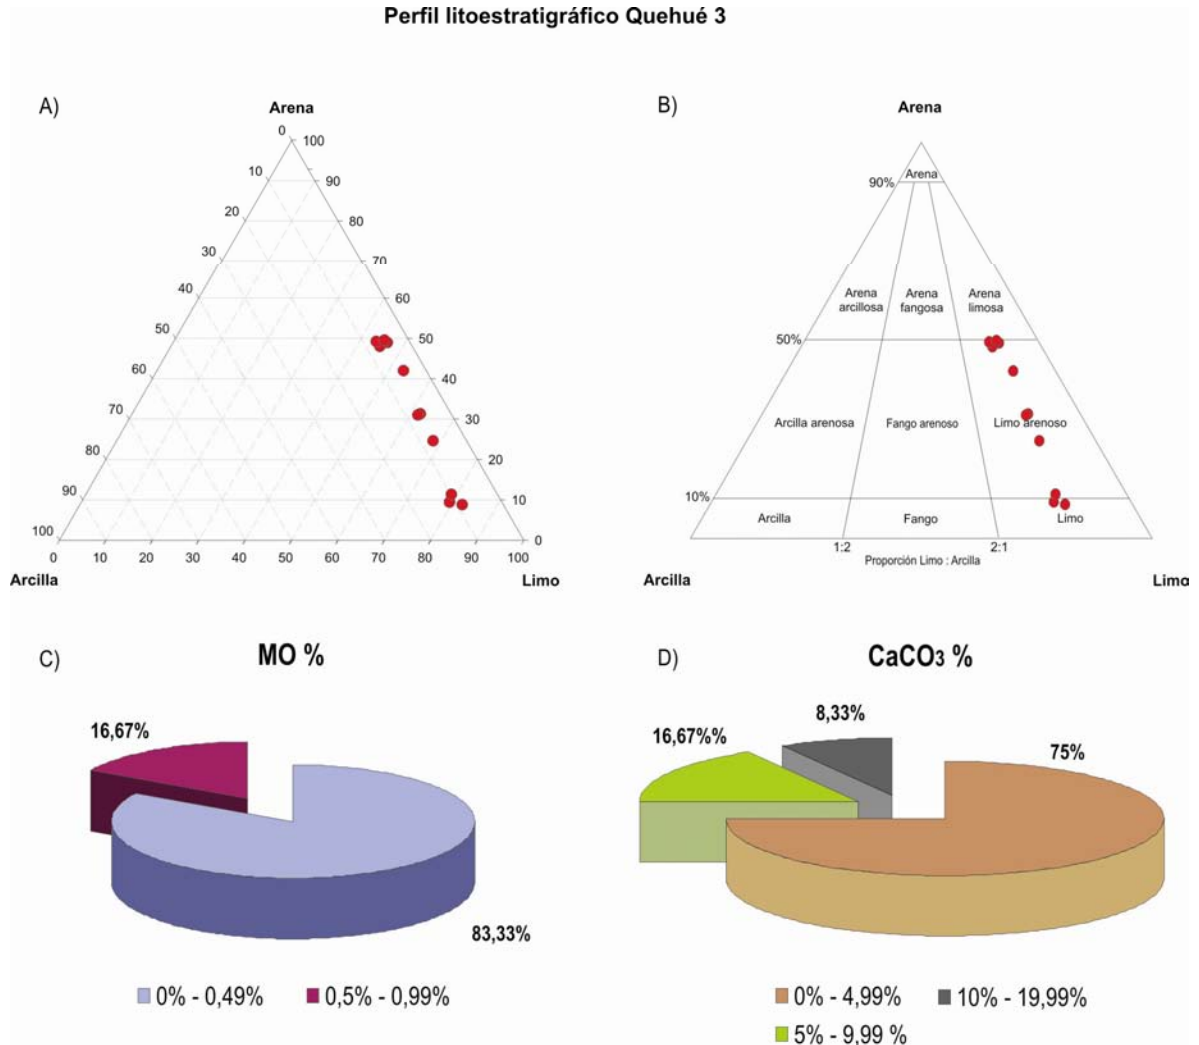 Perfil litoestratigráfico Quehué 3
A)
Arena
0
100
10
90
20
80
30
70
40
60
50
50
60
40
70
30
80
20
90
10
100
0
0 10 20 30 40 50 60 70 80 90 100
Arcilla
Limo
B)
Arena
Arena
90%
Arena
arcillosa
Arena
fangosa
Arena
limosa
50%
Arcilla arenosa
Fango arenoso
Limo arenoso
10%
Arcilla
Fango
Limo
1:2
2:1
Proporción Limo : Arcilla
Arcilla
Limo
C)
MO %
16,67%
83,33%
0% - 0,49%
0,5% - 0,99%
D)
CaCO3 %
8,33%
16,67%%
75%
0% - 4,99%
10% - 19,99%
5% - 9,99 %